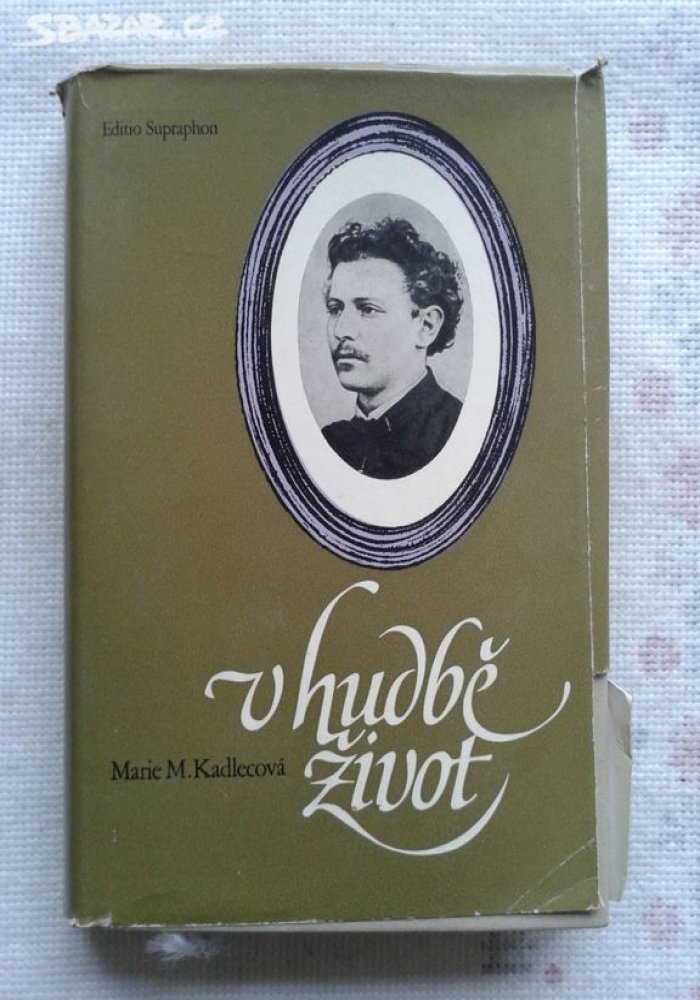 SBAZAR.CZ
Editio Supraphon
v hudbě
život
Marie M. Kadlecová